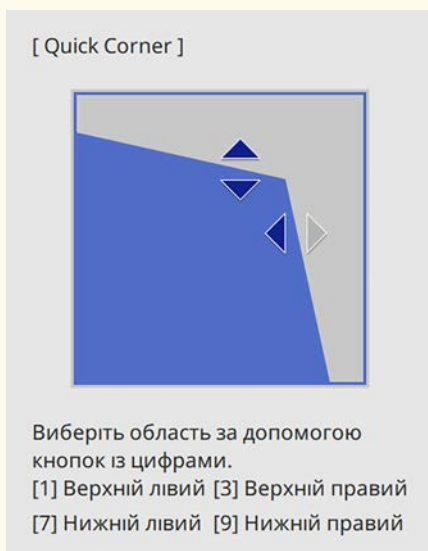 [ Quick Corner ]
Виберіть область за допомогою
кнопок із цифрами.
[1] Верхній лівий [3] Верхній правий
[7] Нижній лівий [9] Нижній правий